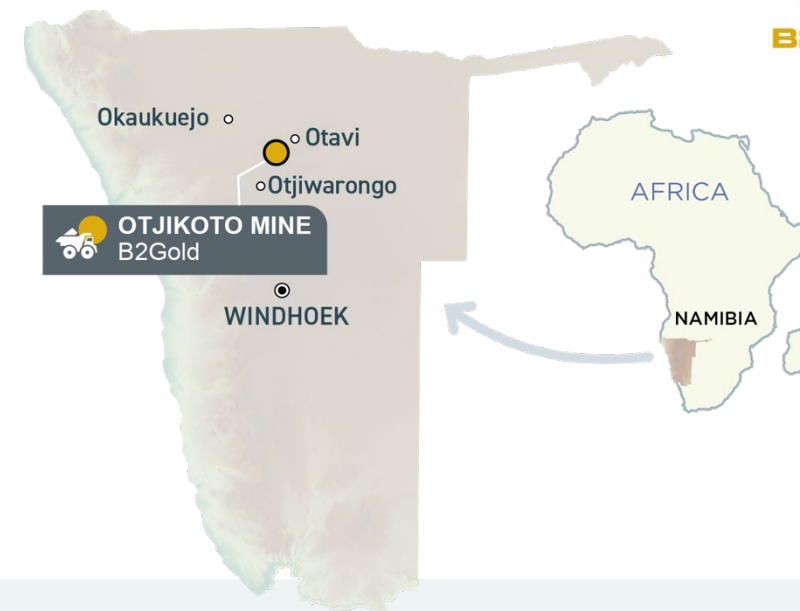 Okaukuejo
Otavi
Otjiwarongo
OTJIKOTO MINE
B2Gold
WINDHOEK
AFRICA
NAMIBIA